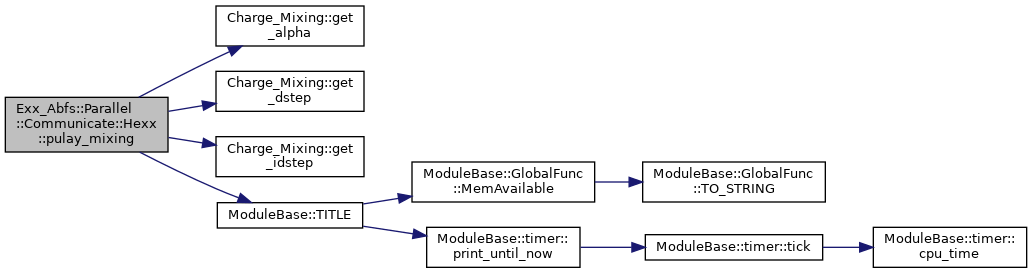 Exx_Abfs::Parallel
::Communicate::Hexx
::pulay_mixing
Charge_Mixing::get
_alpha
Charge_Mixing::get
_dstep
Charge_Mixing::get
_idstep
ModuleBase::TITLE
ModuleBase::GlobalFunc
::MemAvailable
ModuleBase::GlobalFunc
::TO_STRING
ModuleBase::timer::
print_until_now
ModuleBase::timer::tick
ModuleBase::timer::
cpu_time